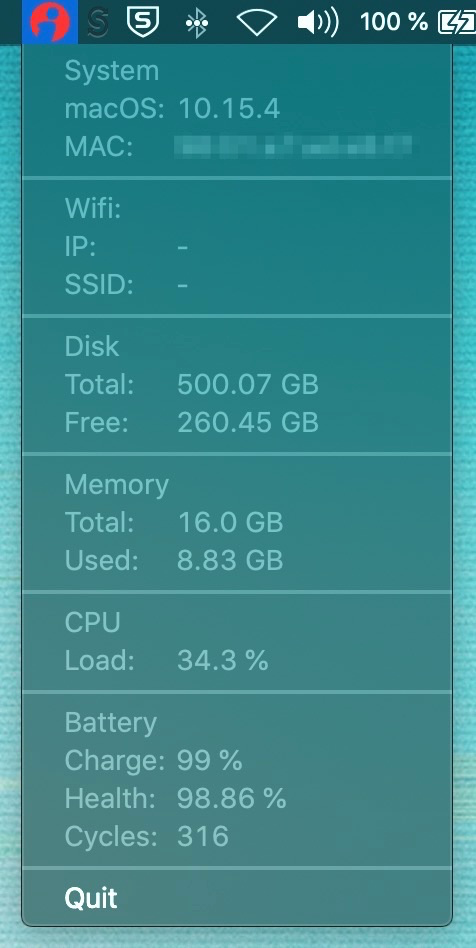 100 %
System
macOS: 10.15.4
MAC:
Wifi:
IP: -
SSID: -
Disk
Total: 500.07 GB
Free: 260.45 GB
Memory
Total: 16.0 GB
Used: 8.83 GB
CPU
Load: 34.3 %
Battery
Charge: 99 %
Health: 98.86 %
Cycles: 316
Quit